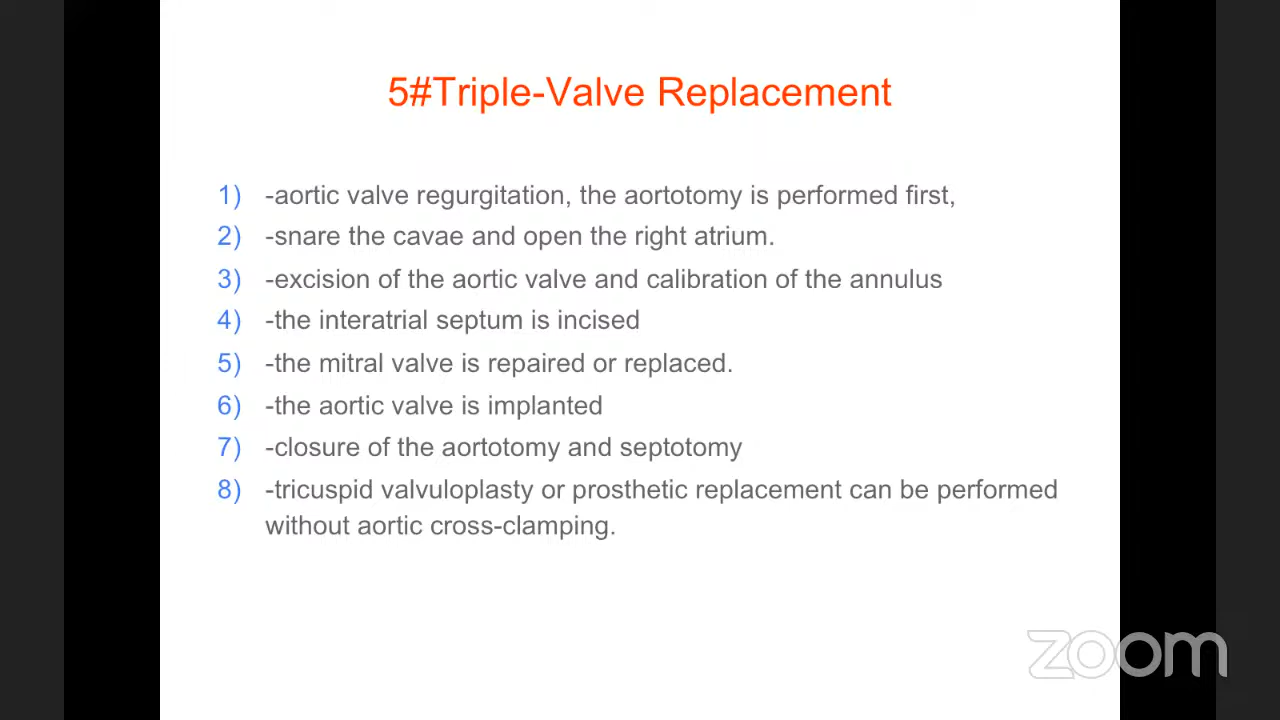 5#Triple-Valve Replacement
1) -aortic valve regurgitation, the aortotomy is performed first,
2) -snare the cavae and open the right atrium.
3) -excision of the aortic valve and calibration of the annulus
4) -the interatrial septum is incised
5) -the mitral valve is repaired or replaced.
6) -the aortic valve is implanted
7) -closure of the aortotomy and septotomy
8) -tricuspid valvuloplasty or prosthetic replacement can be performed
without aortic cross-clamping.
zoom